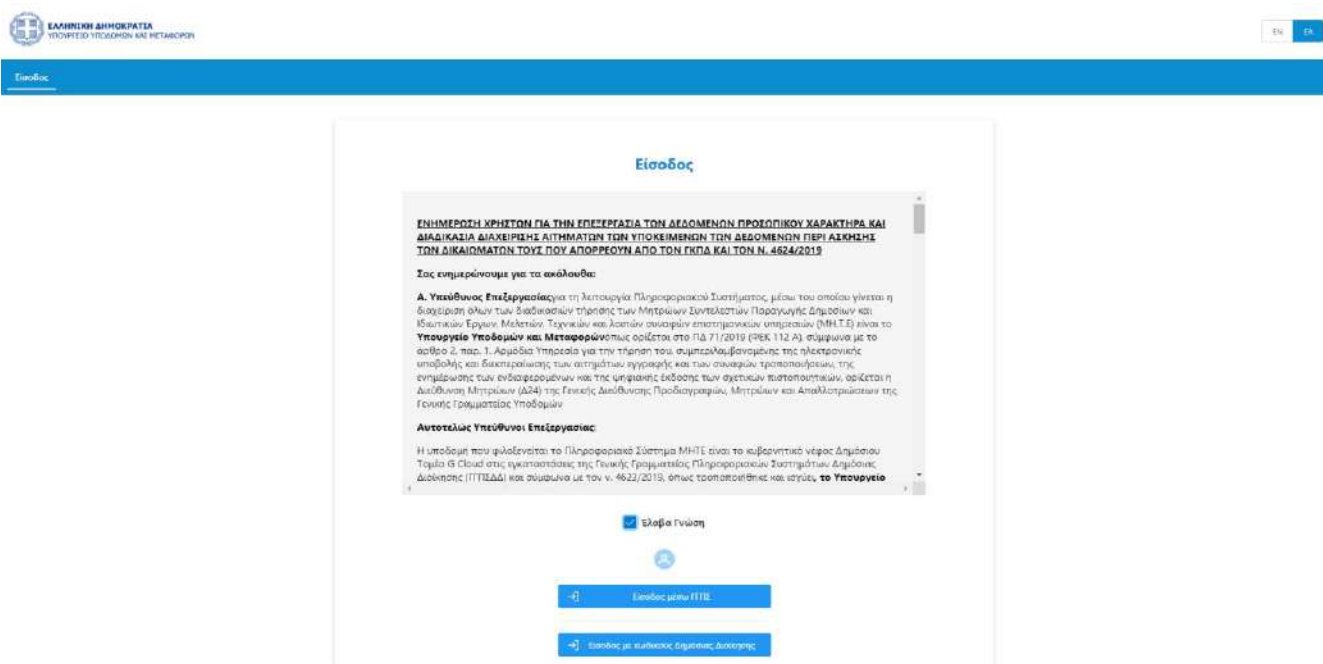 ΕΛΛΗΝΙΚΗ ΔΗΜΟΚΡΑΤΙΑ
ΥΠΟΥΡΓΕΙΟ ΥΠΟΔΟΜΩΝ ΚΑΙ ΜΕΤΑΦΟΡΩΝ
EN ΕΛ
Είσοδος
Είσοδος
ΕΝΗΜΕΡΩΣΗ ΧΡΗΣΤΩΝ ΓΙΑ ΤΗΝ ΕΠΕΞΕΡΓΑΣΙΑ ΤΩΝ ΔΕΔΟΜΕΝΩΝ ΠΡΟΣΩΠΙΚΟΥ ΧΑΡΑΚΤΗΡΑ ΚΑΙ
ΔΙΑΔΙΚΑΣΙΑ ΔΙΑΧΕΙΡΙΣΗΣ ΑΙΤΗΜΑΤΩΝ ΤΩΝ ΥΠΟΚΕΙΜΕΝΩΝ ΤΩΝ ΔΕΔΟΜΕΝΩΝ ΠΕΡΙ ΑΣΚΗΣΗΣ
ΤΩΝ ΔΙΚΑΙΩΜΑΤΩΝ ΤΟΥΣ ΠΟΥ ΑΠΟΡΡΕΟΥΝ ΑΠΟ ΤΟΝ ΓΚΠΔ ΚΑΙ ΤΟΝ Ν. 4624/2019
Σας ενημερώνουμε για τα ακόλουθα:
Α. Υπεύθυνος Επεξεργασίαςγια τη λειτουργία Πληροφοριακού Συστήματος, μέσω του οποίου γίνεται η
διαχείριση όλων των διαδικασιών τήρησης των Μητρώων Συντελεστών Παραγωγής Δημοσίων και
Ιδιωτικών Έργων, Μελετών, Τεχνικών και λοιπών συναφών επιστημονικών υπηρεσιών (ΜΗ.Τ.Ε) είναι το
Υπουργείο Υποδομών και Μεταφορώνόπως ορίζεται στο ΠΔ 71/2019 (ΦΕΚ 112 Α), σύμφωνα με το
άρθρο 2, παρ. 1. Αρμόδια Υπηρεσία για την τήρηση του, συμπεριλαμβανομένης της ηλεκτρονικής
υποβολής και διεκπεραίωσης των αιτημάτων εγγραφής και των συναφών τροποποιήσεων, της
ενημέρωσης των ενδιαφερομένων και της ψηφιακής έκδοσης των σχετικών πιστοποιητικών, ορίζεται η
Διεύθυνση Μητρώων (Δ24) της Γενικής Διεύθυνσης Προδιαγραφών, Μητρώων και Απαλλοτριώσεων της
Γενικής Γραμματείας Υποδομών
Αυτοτελώς Υπεύθυνοι Επεξεργασίας:
Η υποδομή που φιλοξενείται το Πληροφοριακό Σύστημα ΜΗΤΕ είναι το κυβερνητικό νέφος Δημόσιου
Τομέα G Cloud στις εγκαταστάσεις της Γενικής Γραμματείας Πληροφοριακών Συστημάτων Δημόσιας
Διοίκησης (ΓΓΠΣΔΔ) και σύμφωνα με τον ν. 4623/2019, όπως τροποποιήθηκε και ισχύει, το Υπουργείο
Έλαβα Γνώση
Είσοδος μέσω ΓΓΠΣ
Είσοδος με κωδικούς Δημόσιας Διοίκησης